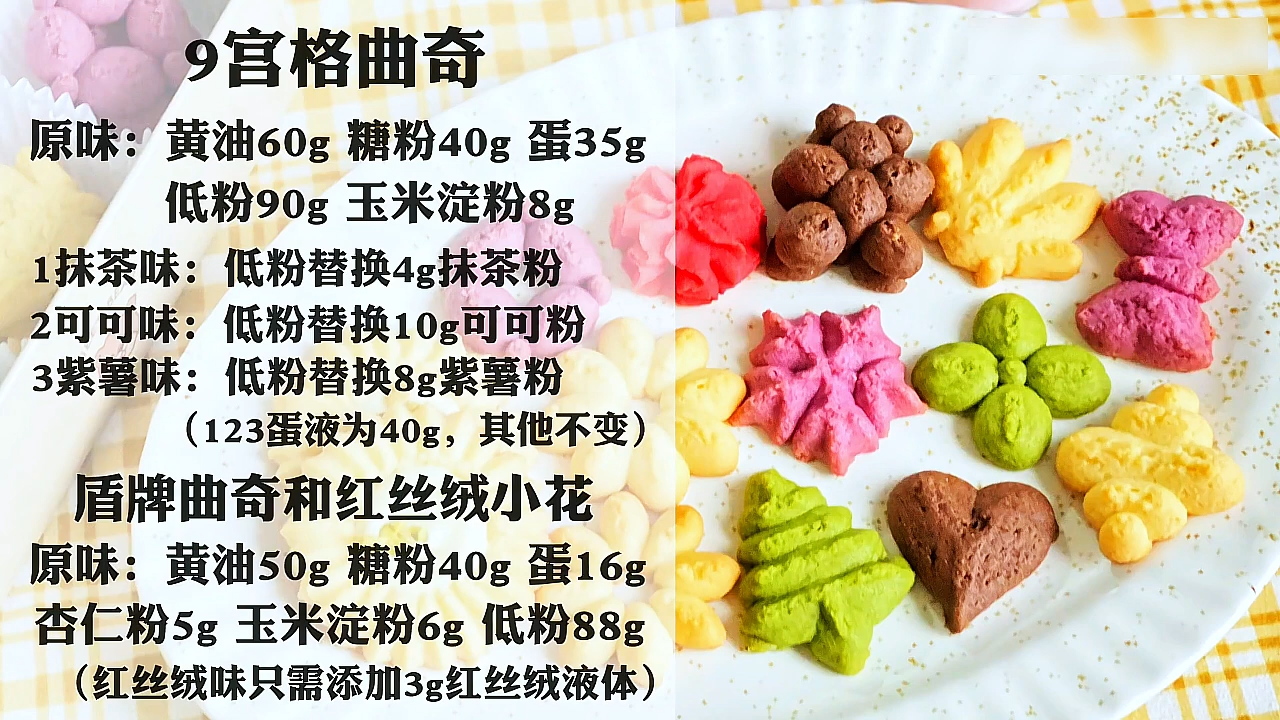 9宫格曲奇
原味：黄油60g 糖粉40g 蛋35g
低粉90g 玉米淀粉8g
1抹茶味：低粉替换4g抹茶粉
2可可味：低粉替换10g可可粉
3紫薯味：低粉替换8g紫薯粉
（123蛋液为40g，其他不变）
盾牌曲奇和红丝绒小花
原味：黄油50g 糖粉40g 蛋16g
杏仁粉5g 玉米淀粉6g 低粉88g
（红丝绒味只需添加3g红丝绒液体）